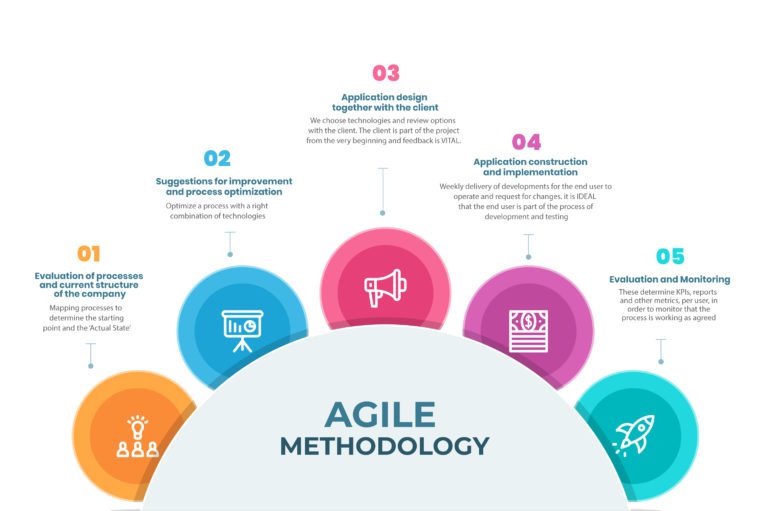 01
Evaluation of processes
and current structure
of the company
Mapping processes to
determine the starting
point and the 'Actual State'
02
Suggestions for improvement
and process optimization
Optimize a process with a right
combination of technologies
03
Application design
together with the client
We choose technologies and review options
with the client. The client is part of the project
from the very beginning and feedback is VITAL.
04
Application construction
and implementation
Weekly delivery of developments for the end user to
operate and request for changes, it is IDEAL
that the end user is part of the process of
development and testing
05
Evaluation and Monitoring
These determine KPIs, reports
and other metrics, per user, in
order to monitor that the
process is working as agreed
$
AGILE
METHODOLOGY